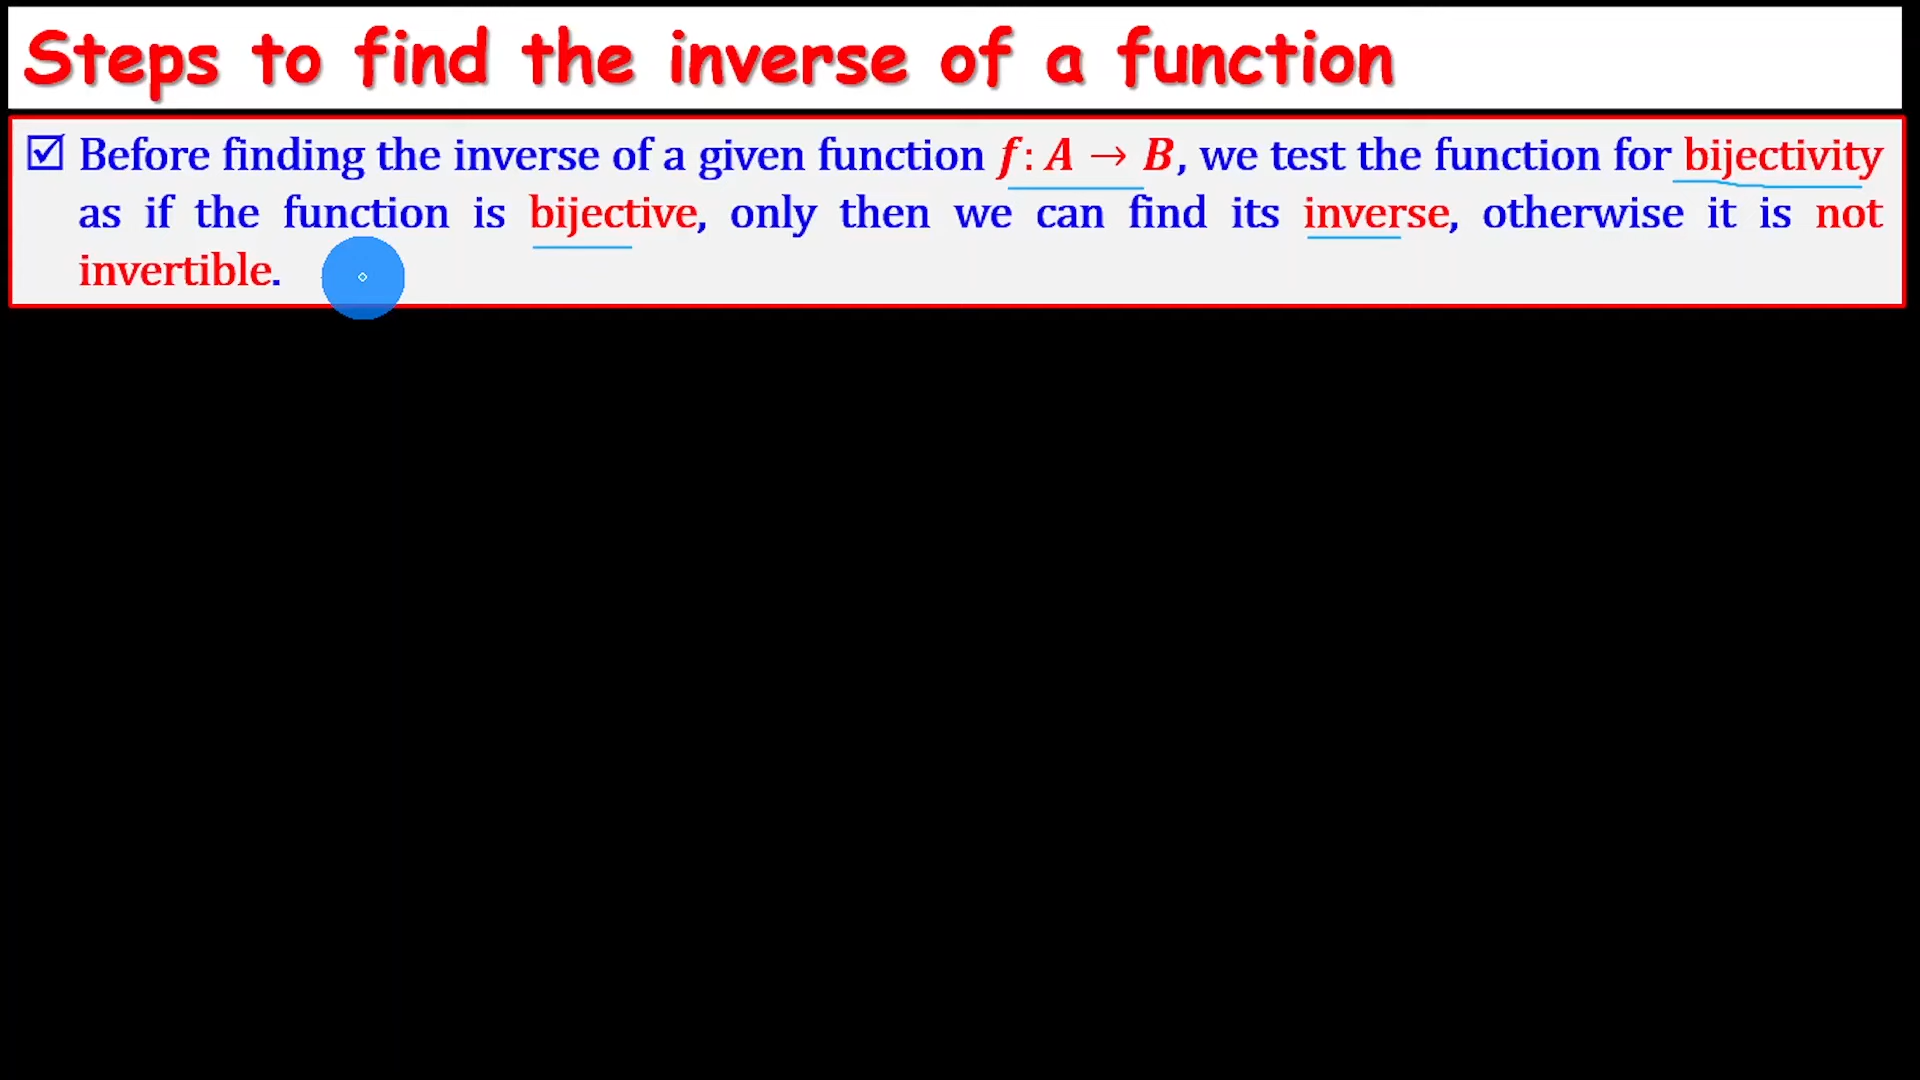 Steps to find the inverse of a function
☑ Before finding the inverse of a given function f: A → B, we test the function for bijectivity
as if the function is bijective, only then we can find its inverse, otherwise it is not
invertible.